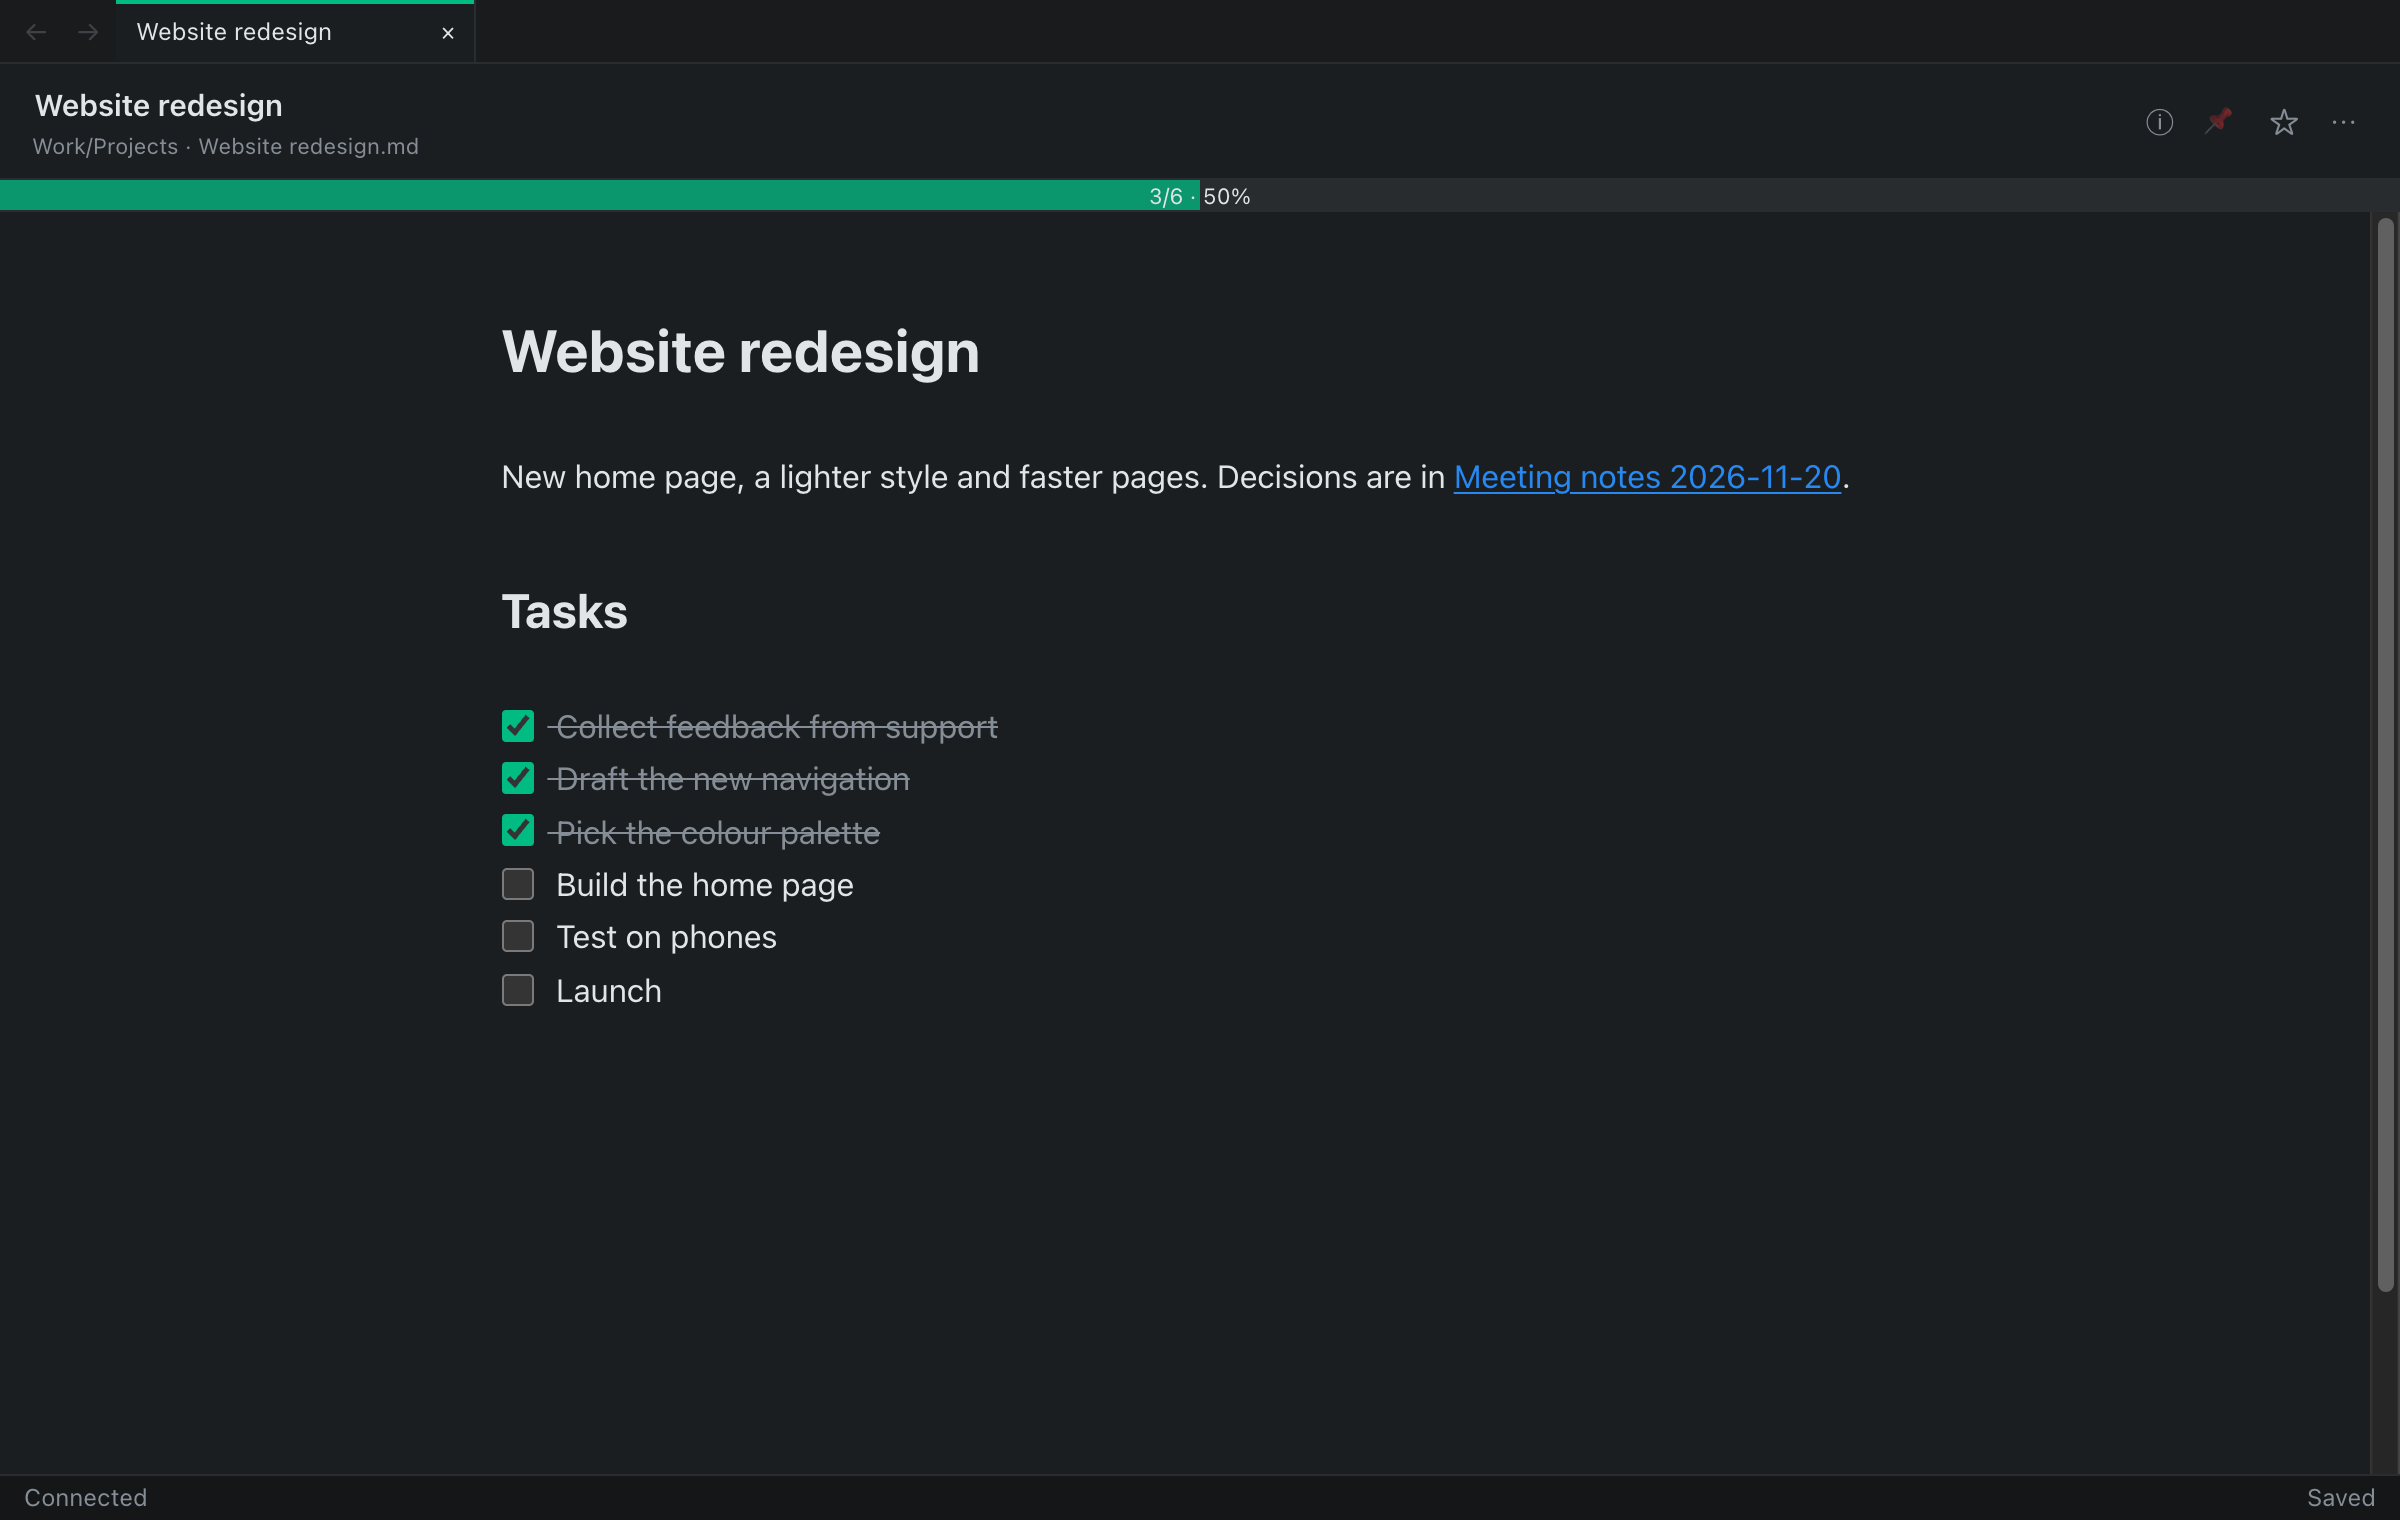 Website redesign ×
Website redesign
Work/Projects · Website redesign.md
3/6 · 50%
Website redesign
New home page, a lighter style and faster pages. Decisions are in Meeting notes 2026-11-20.
Tasks
Collect feedback from support
Draft the new navigation
Pick the colour palette
Build the home page
Test on phones
Launch
Connected
Saved